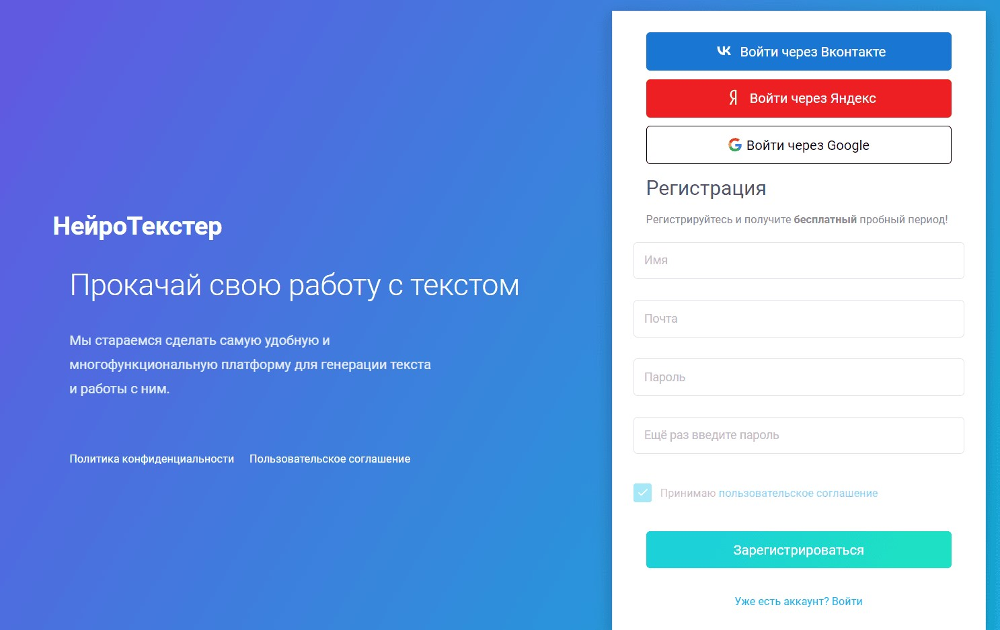 НейроТекстер
Прокачай свою работу с текстом
Мы стараемся сделать самую удобную и
многофункциональную платформу для генерации текста
и работы с ним.
Политика конфиденциальности Пользовательское соглашение
Войти через Вконтакте
Войти через Яндекс
Войти через Google
Регистрация
Регистрируйтесь и получите бесплатный пробный период!
Имя
Почта
Пароль
Ещё раз введите пароль
Принимаю пользовательское соглашение
Зарегистрироваться
Уже есть аккаунт? Войти